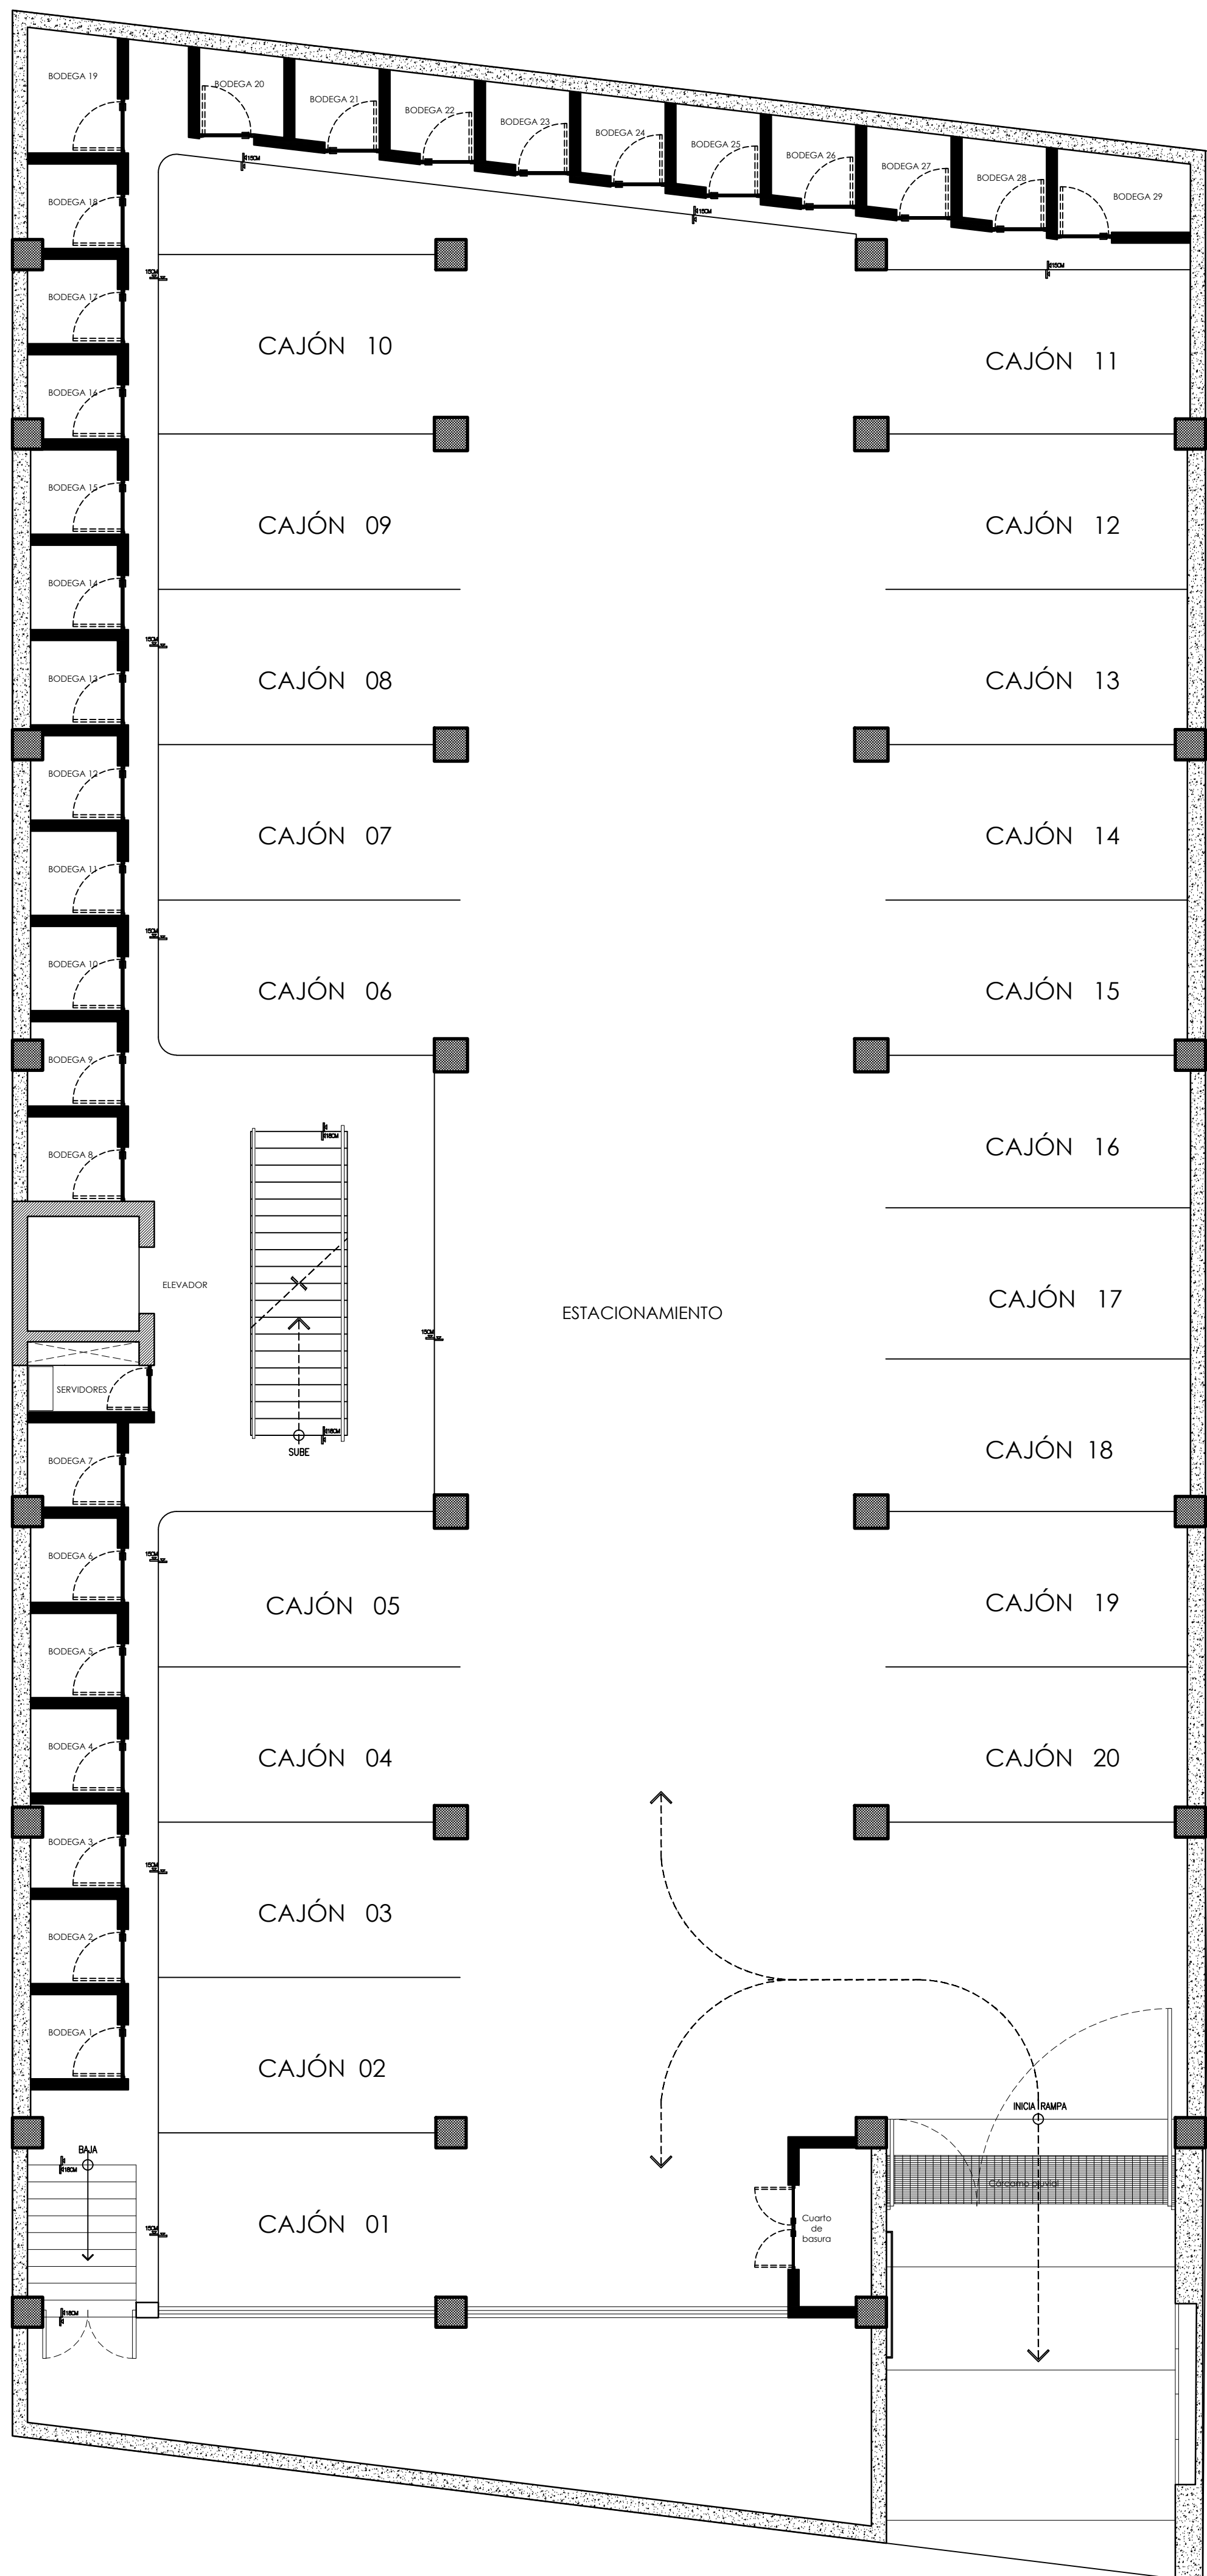 BODEGA 19
BODEGA 20
BODEGA 21
BODEGA 22
BODEGA 23
BODEGA 24
BODEGA 25
BODEGA 26
BODEGA 27
BODEGA 28
BODEGA 29
BODEGA 18
BODEGA 17
BODEGA 16
BODEGA 15
BODEGA 14
BODEGA 13
BODEGA 12
BODEGA 11
BODEGA 10
BODEGA 9
BODEGA 8
CAJÓN 10
CAJÓN 11
CAJÓN 09
CAJÓN 12
CAJÓN 08
CAJÓN 13
CAJÓN 07
CAJÓN 14
CAJÓN 06
CAJÓN 15
CAJÓN 16
ELEVADOR
CAJÓN 17
ESTACIONAMIENTO
SERVIDORES
SUBE
CAJÓN 18
BODEGA 7
BODEGA 6
BODEGA 5
BODEGA 4
BODEGA 3
BODEGA 2
BODEGA 1
CAJÓN 05
CAJÓN 19
CAJÓN 04
CAJÓN 20
CAJÓN 03
CAJÓN 02
INICIA RAMPA
BAJA
Cárcamo pluvial
CAJÓN 01
Cuarto
de
basura